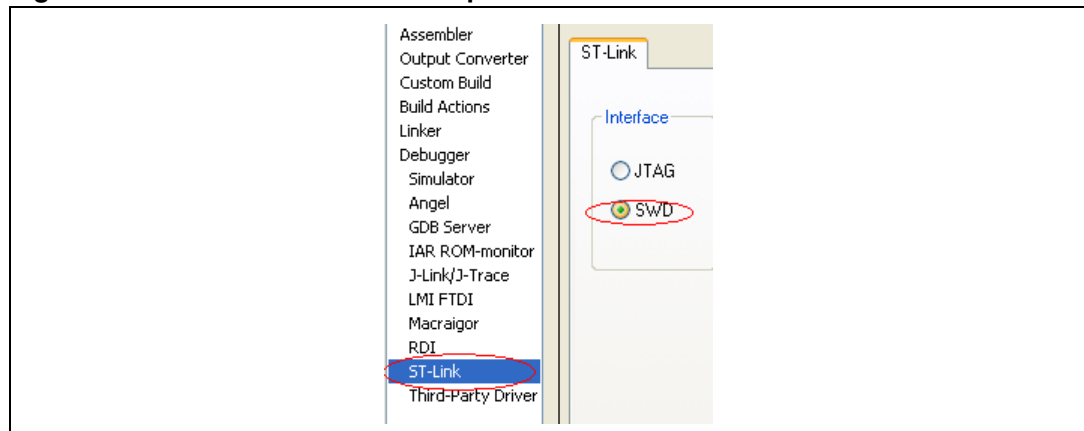 Assembler
Output Converter
Custom Build
Build Actions
Linker
Debugger
Simulator
Angel
GDB Server
IAR ROM-monitor
J-Link/J-Trace
LMI FTDI
Macraigor
RDI
ST-Link
Third-Party Driver
ST-Link
Interface
JTAG
SWD